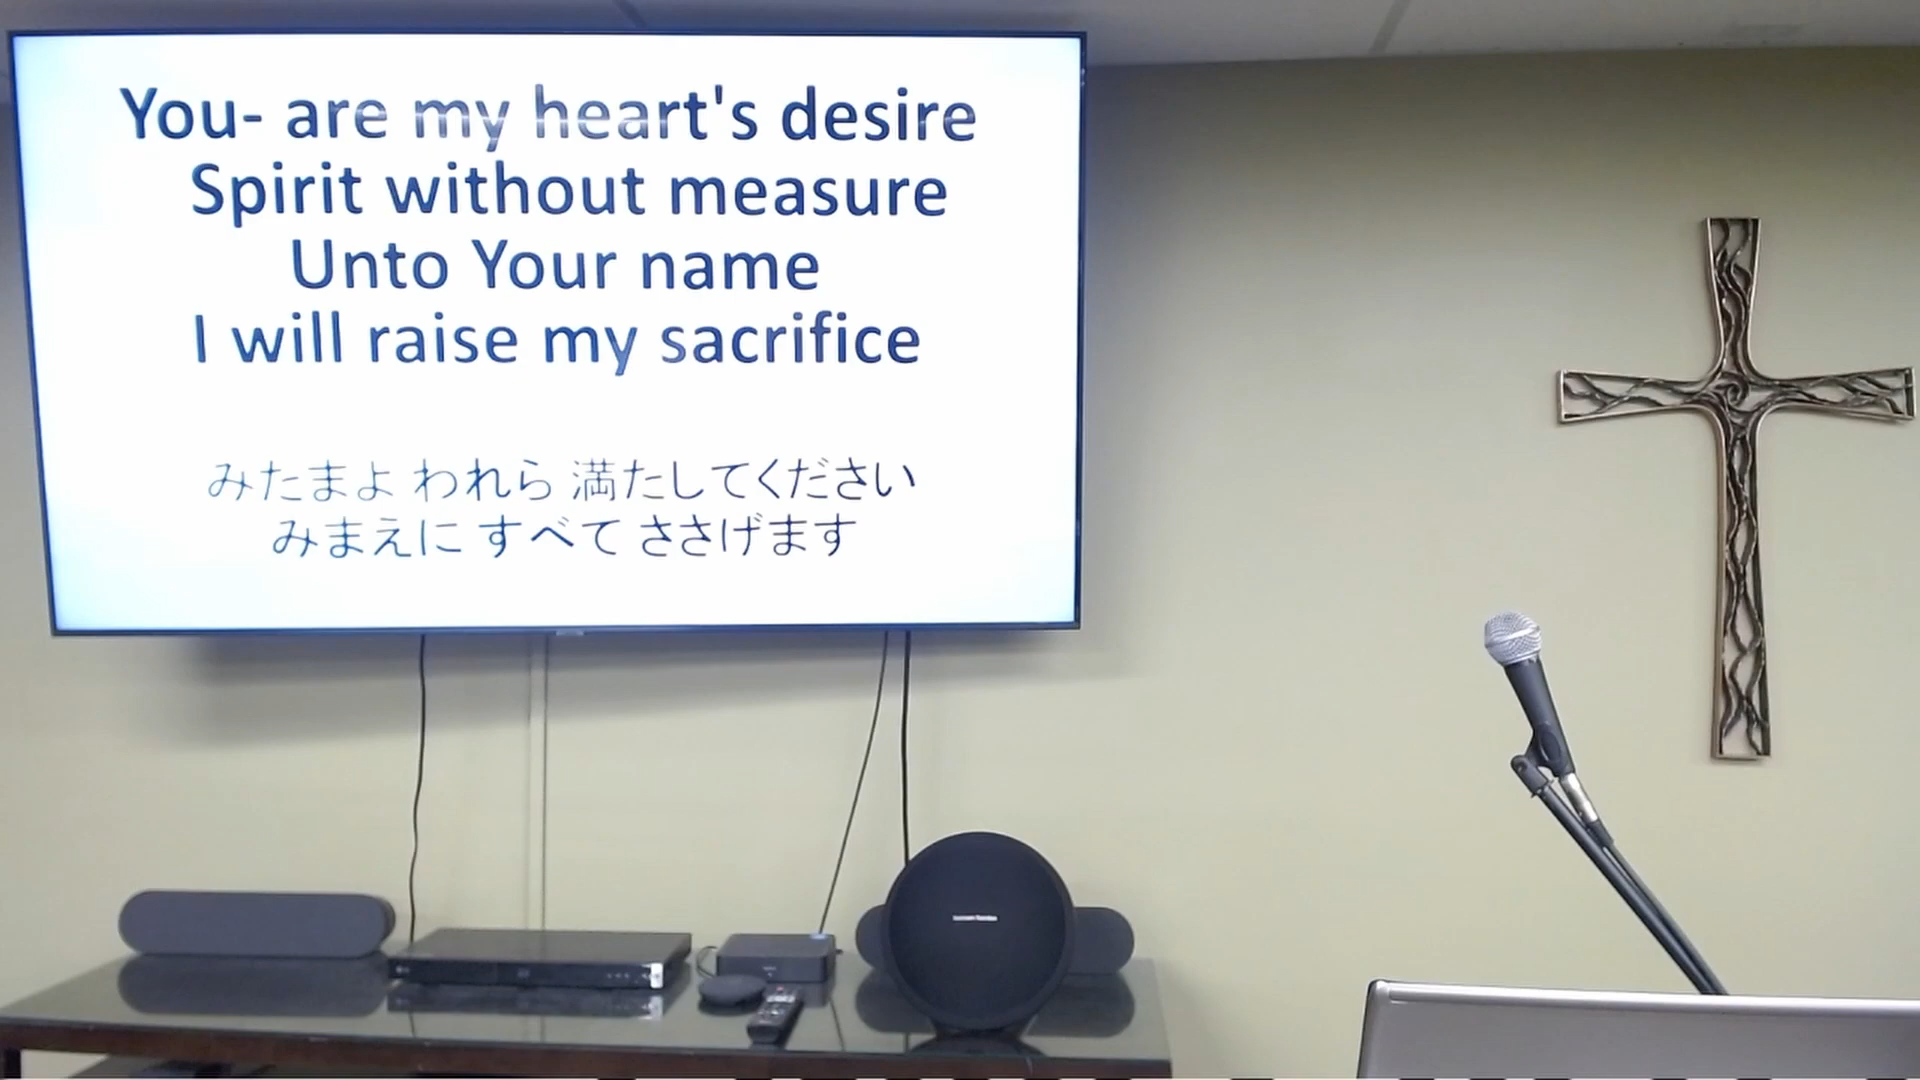 You- are my heart's desire
Spirit without measure
Unto Your name
I will raise my sacrifice
みたまよ われら 満たしてください
みまえに すべて ささげます
harman/kardon